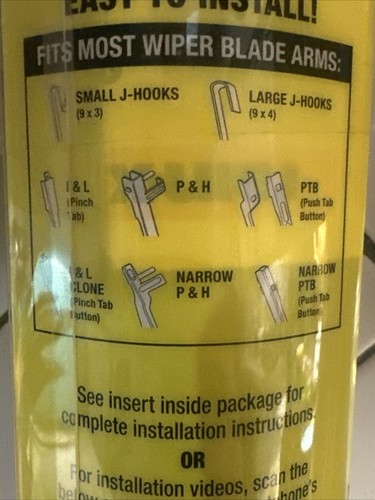 EASY TO INSTALL!
FITS MOST WIPER BLADE ARMS:
SMALL J-HOOKS
(9 x 3)
LARGE J-HOOKS
(9 x 4)
& L
(Pinch
Tab)
P & H
PTB
(Push Tab
Button)
& L
CLONE
(Pinch Tab
Button)
NARROW
P & H
NARROW
PTB
(Push Tab
Button)
See insert inside package for
complete installation instructions.
OR
For installation videos, scan the
below